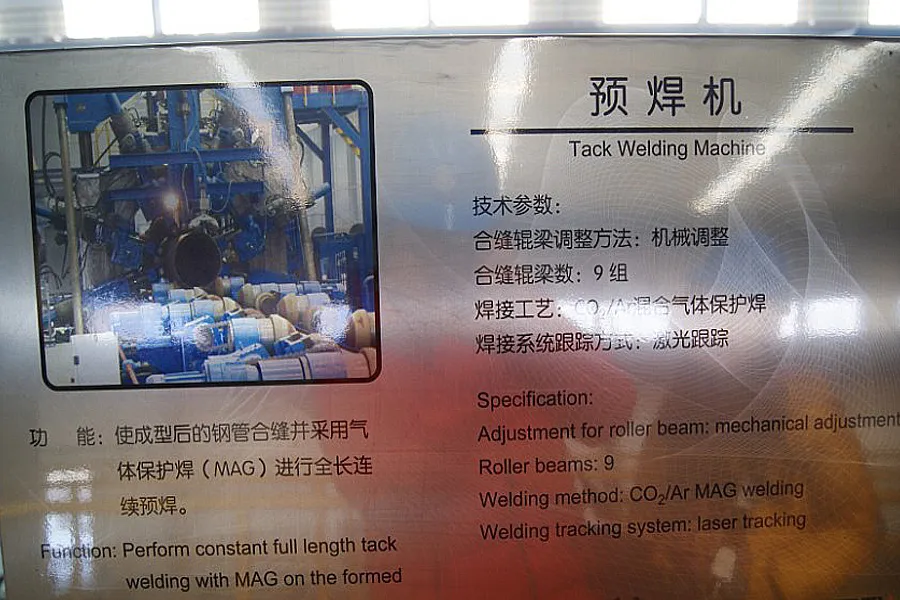 预焊机
Tack Welding Machine
技术参数：
合缝辊梁调整方法：机械调整
合缝辊梁数：9 组
焊接工艺：CO₂/Ar混合气体保护焊
焊接系统跟踪方式：激光跟踪
Specification:
Adjustment for roller beam: mechanical adjustment
Roller beams: 9
Welding method: CO₂/Ar MAG welding
Welding tracking system: laser tracking
功 能：使成型后的钢管合缝并采用气
体保护焊（MAG）进行全长连
续预焊。
Function: Perform constant full length tack
welding with MAG on the formed